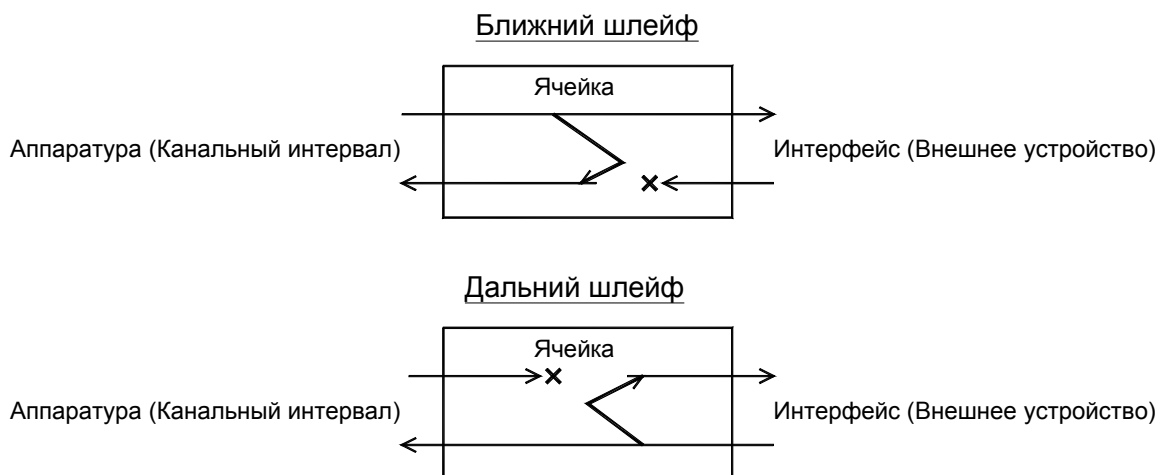 Ближний шлейф
Ячейка
Аппаратура (Канальный интервал)
Интерфейс (Внешнее устройство)
Дальний шлейф
Ячейка
Аппаратура (Канальный интервал)
Интерфейс (Внешнее устройство)